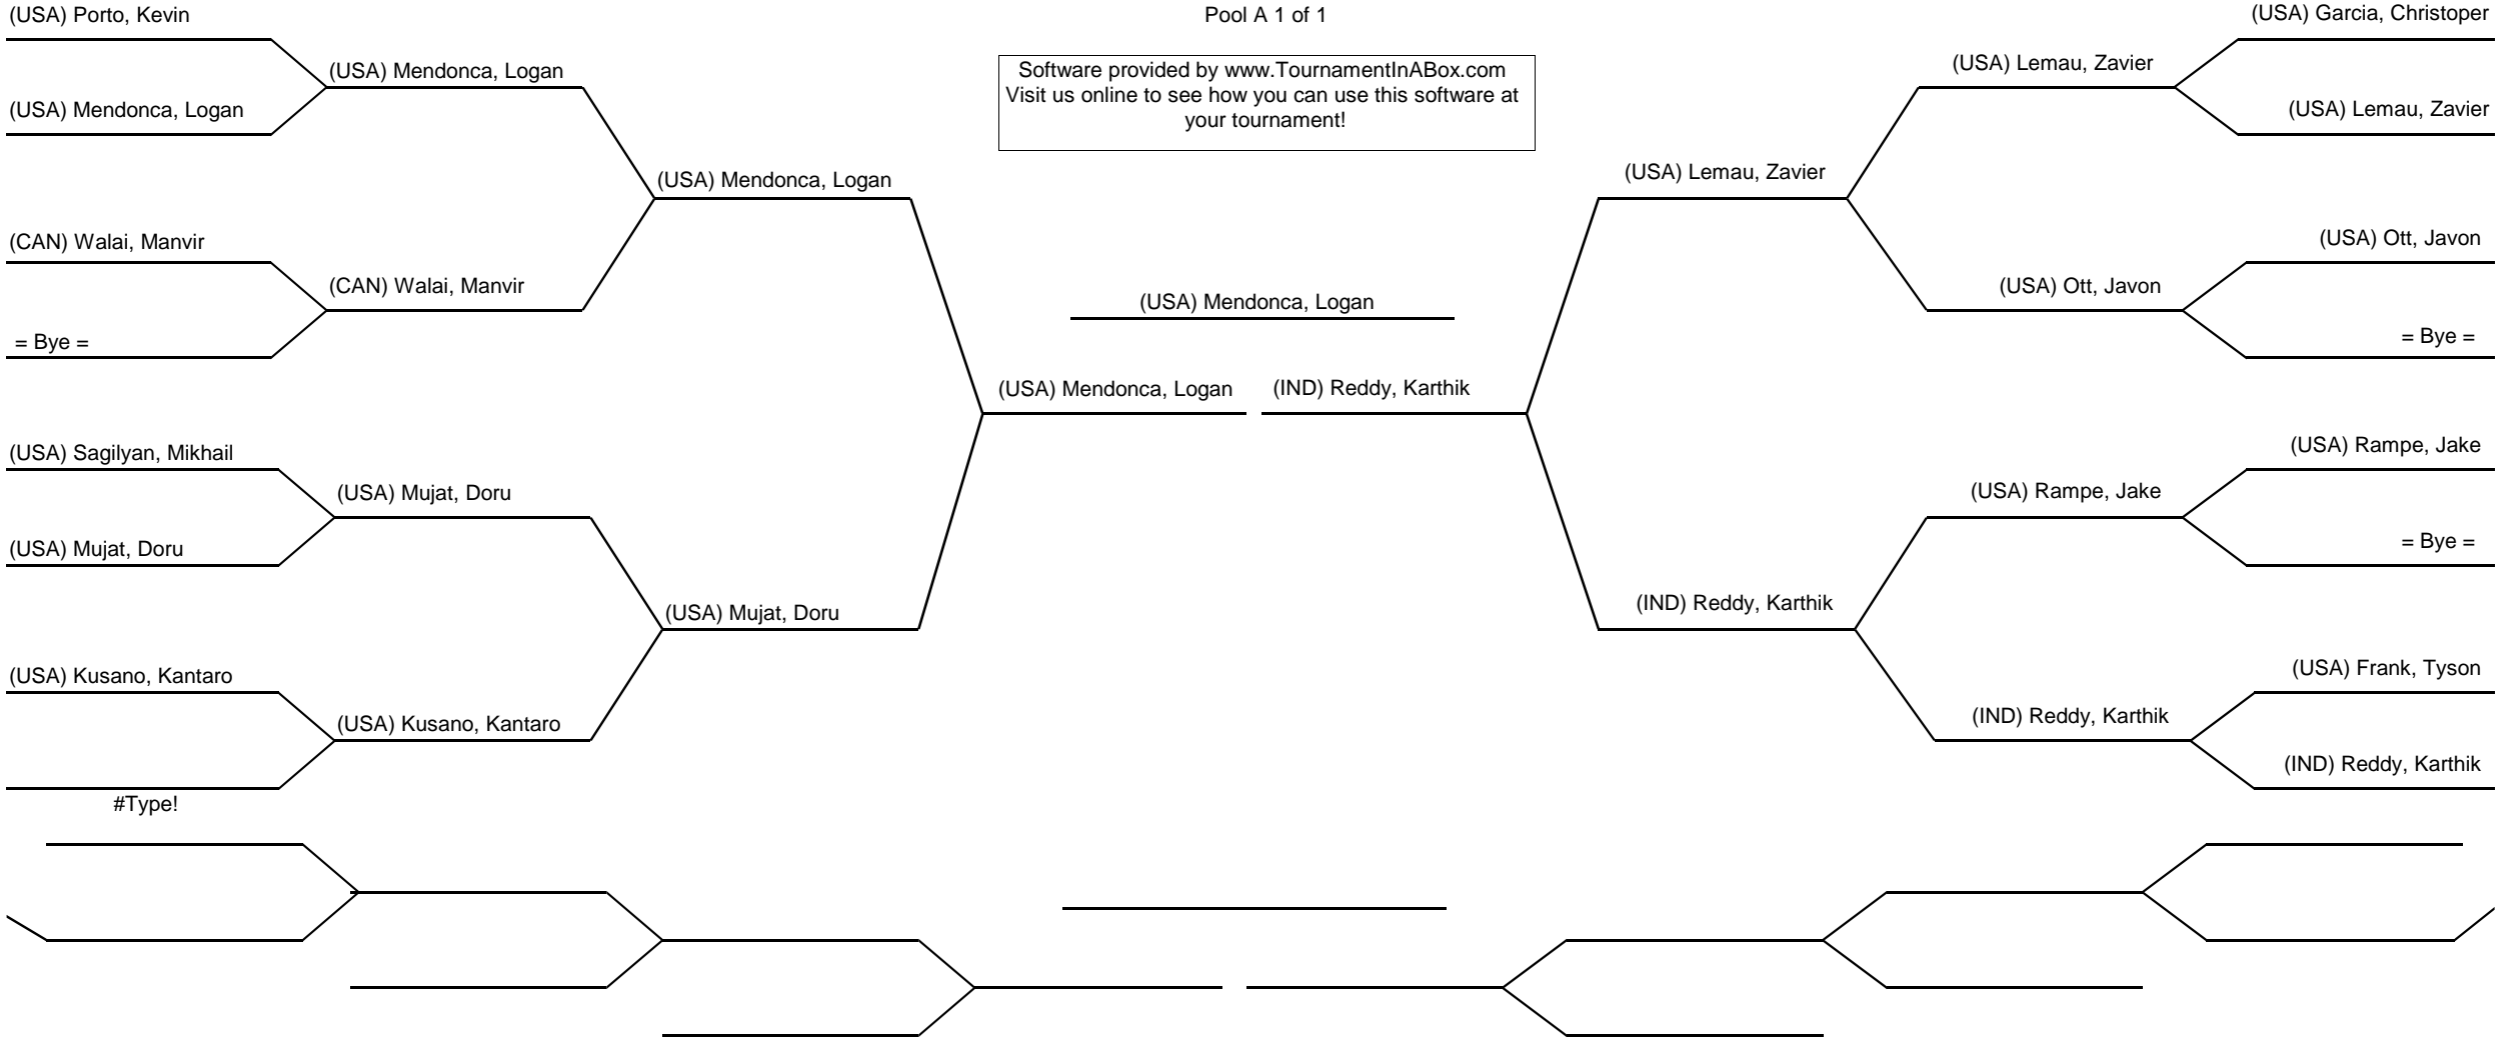 (USA) Porto, Kevin
Pool A 1 of 1
(USA) Garcia, Christoper
(USA) Mendonca, Logan
Software provided by www.TournamentInABox.com
Visit us online to see how you can use this software at
your tournament!
(USA) Lemau, Zavier
(USA) Mendonca, Logan
(USA) Lemau, Zavier
(USA) Mendonca, Logan
(USA) Lemau, Zavier
(CAN) Walai, Manvir
(USA) Ott, Javon
(CAN) Walai, Manvir
(USA) Mendonca, Logan
(USA) Ott, Javon
= Bye =
= Bye =
(USA) Mendonca, Logan
(IND) Reddy, Karthik
(USA) Sagilyan, Mikhail
(USA) Rampe, Jake
(USA) Mujat, Doru
(USA) Rampe, Jake
(USA) Mujat, Doru
= Bye =
(USA) Mujat, Doru
(IND) Reddy, Karthik
(USA) Kusano, Kantaro
(USA) Frank, Tyson
(USA) Kusano, Kantaro
(IND) Reddy, Karthik
(IND) Reddy, Karthik
#Type!